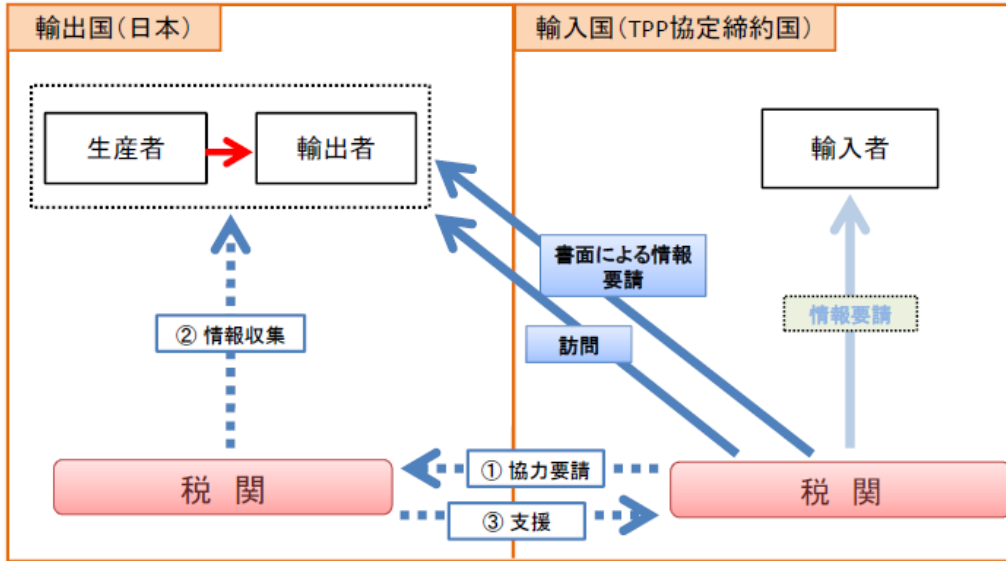 輸出国(日本)
輸入国(TPP協定締約国)
生産者
輸出者
輸入者
書面による情報
要請
情報要請
② 情報収集
訪問
① 協力要請
税 関
税 関
③ 支援